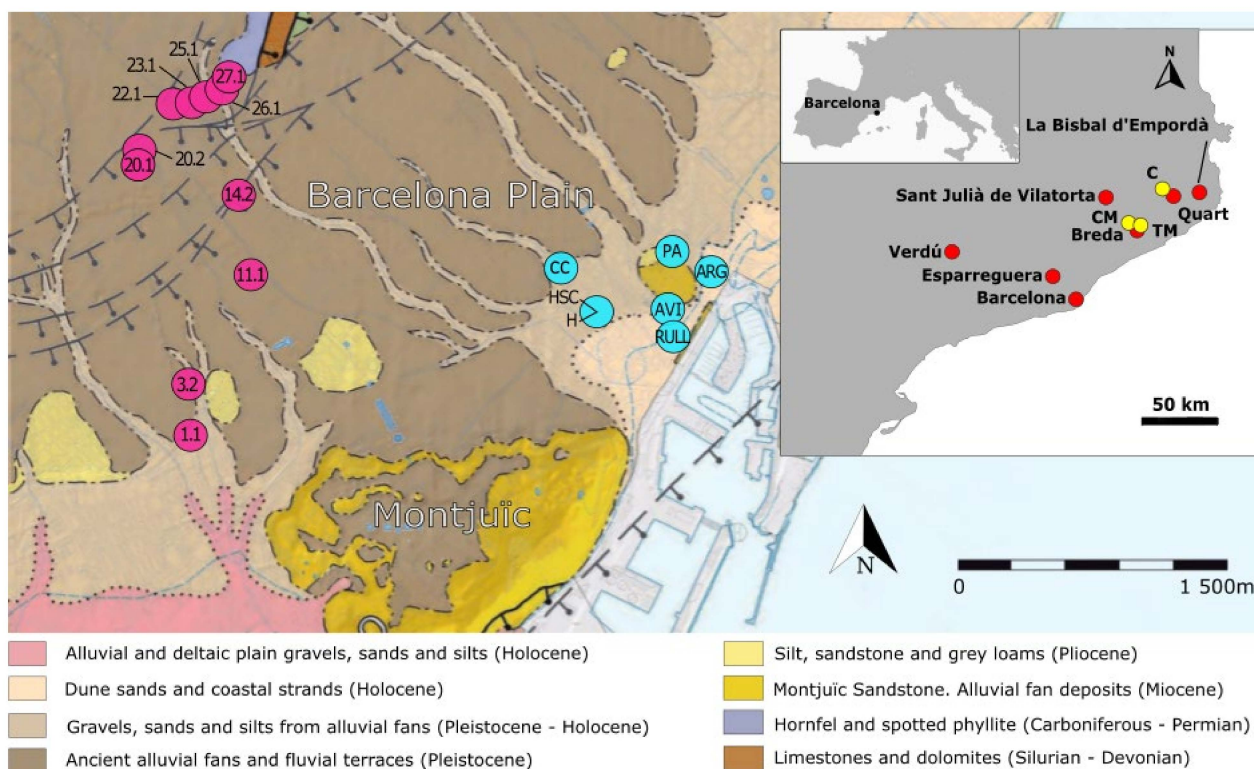 25.1
23.1
27.1
22.1
26.1
20.2
20.1
14.2
Barcelona Plain
11.1
CC
PA
ARG
HSC
H
AVI
RULL
3.2
1.1
Montjuïc
Barcelona
N
La Bisbal d'Empordà
C
Sant Julià de Vilatorta
Quart
CM
TM
Breda
Verdú
Esparreguera
Barcelona
50 km
N
0
1 500m
Alluvial and deltaic plain gravels, sands and silts (Holocene)
Dune sands and coastal strands (Holocene)
Gravels, sands and silts from alluvial fans (Pleistocene - Holocene)
Ancient alluvial fans and fluvial terraces (Pleistocene)
Silt, sandstone and grey loams (Pliocene)
Montjuïc Sandstone. Alluvial fan deposits (Miocene)
Hornfel and spotted phyllite (Carboniferous - Permian)
Limestones and dolomites (Silurian - Devonian)